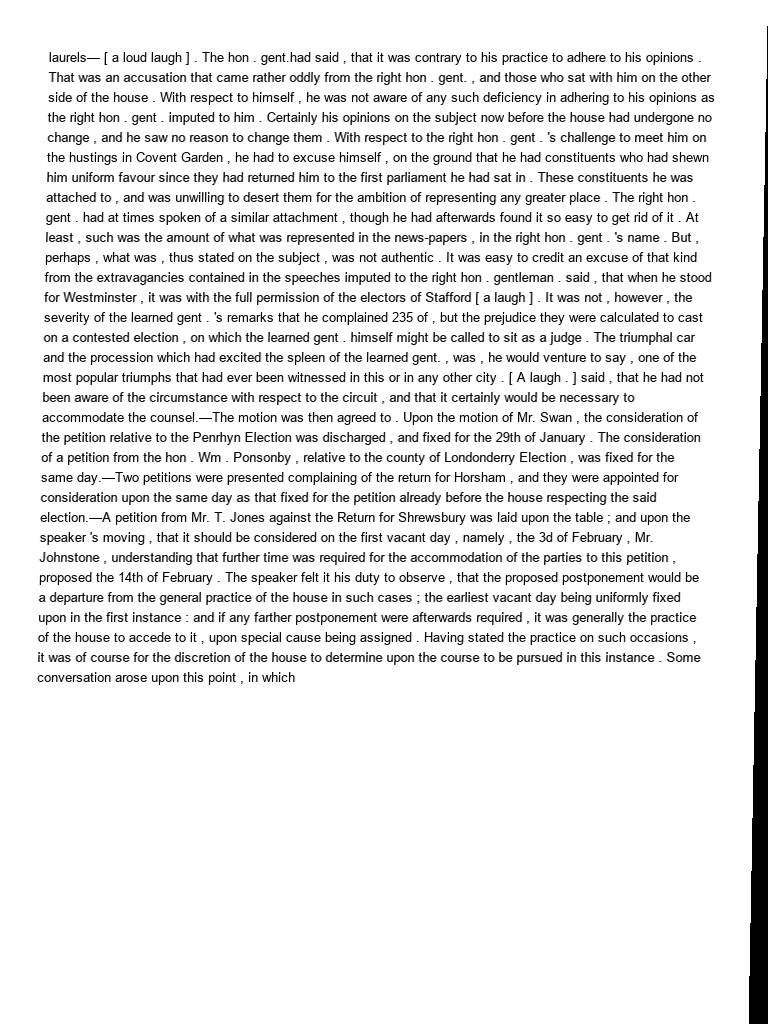 laurels— [ a loud laugh ] . The hon . gent.had said , that it was contrary to his practice to adhere to his opinions .
That was an accusation that came rather oddly from the right hon . gent. , and those who sat with him on the other
side of the house . With respect to himself , he was not aware of any such deficiency in adhering to his opinions as
the right hon . gent . imputed to him . Certainly his opinions on the subject now before the house had undergone no
change , and he saw no reason to change them . With respect to the right hon . gent . 's challenge to meet him on
the hustings in Covent Garden , he had to excuse himself , on the ground that he had constituents who had shewn
him uniform favour since they had returned him to the first parliament he had sat in . These constituents he was
attached to , and was unwilling to desert them for the ambition of representing any greater place . The right hon .
gent . had at times spoken of a similar attachment , though he had afterwards found it so easy to get rid of it . At
least , such was the amount of what was represented in the news-papers , in the right hon . gent . 's name . But ,
perhaps , what was , thus stated on the subject , was not authentic . It was easy to credit an excuse of that kind
from the extravagancies contained in the speeches imputed to the right hon . gentleman . said , that when he stood
for Westminster , it was with the full permission of the electors of Stafford [ a laugh ] . It was not , however , the
severity of the learned gent . 's remarks that he complained 235 of , but the prejudice they were calculated to cast
on a contested election , on which the learned gent . himself might be called to sit as a judge . The triumphal car
and the procession which had excited the spleen of the learned gent. , was , he would venture to say , one of the
most popular triumphs that had ever been witnessed in this or in any other city . [ A laugh . ] said , that he had not
been aware of the circumstance with respect to the circuit , and that it certainly would be necessary to
accommodate the counsel.—The motion was then agreed to . Upon the motion of Mr. Swan , the consideration of
the petition relative to the Penrhyn Election was discharged , and fixed for the 29th of January . The consideration
of a petition from the hon . Wm . Ponsonby , relative to the county of Londonderry Election , was fixed for the
same day.—Two petitions were presented complaining of the return for Horsham , and they were appointed for
consideration upon the same day as that fixed for the petition already before the house respecting the said
election.—A petition from Mr. T. Jones against the Return for Shrewsbury was laid upon the table ; and upon the
speaker 's moving , that it should be considered on the first vacant day , namely , the 3d of February , Mr.
Johnstone , understanding that further time was required for the accommodation of the parties to this petition ,
proposed the 14th of February . The speaker felt it his duty to observe , that the proposed postponement would be
a departure from the general practice of the house in such cases ; the earliest vacant day being uniformly fixed
upon in the first instance : and if any farther postponement were afterwards required , it was generally the practice
of the house to accede to it , upon special cause being assigned . Having stated the practice on such occasions ,
it was of course for the discretion of the house to determine upon the course to be pursued in this instance . Some
conversation arose upon this point , in which